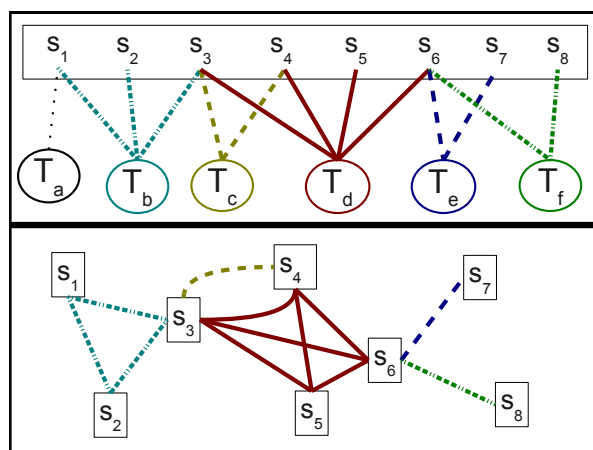 S1 S2 S3 S4 S5 S6 S7 S8
Ta Tb Tc Td Te Tf
S1
S4
S7
S3
S6
S2
S5
S8